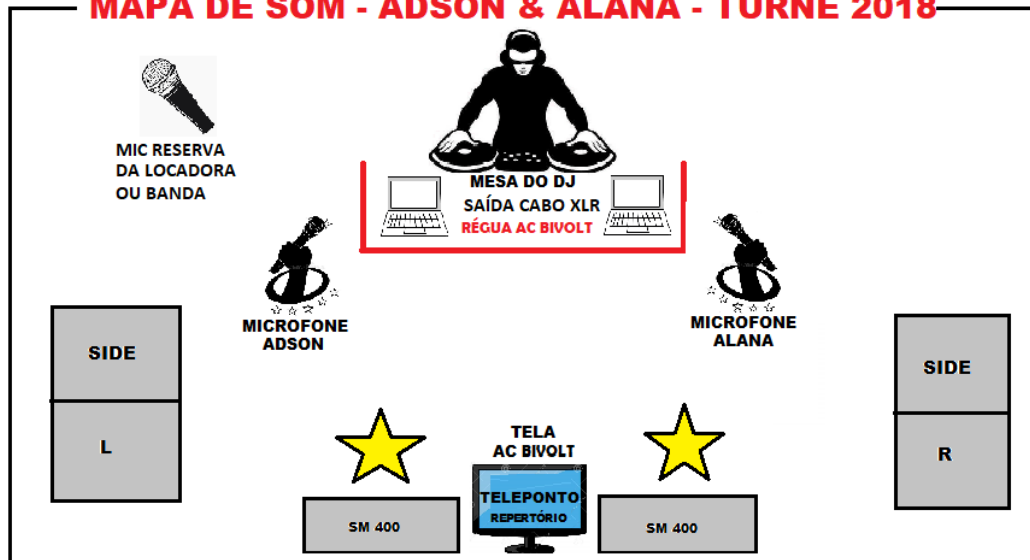 MAPA DE SOM - ADSON & ALANA - TURNÊ 2018
MIC RESERVA
DA LOCADORA
OU BANDA
MESA DO DJ
SAÍDA CABO XLR
RÉGUA AC BIVOLT
MICROFONE
ADSON
MICROFONE
ALANA
SIDE
L
SIDE
R
TELA
AC BIVOLT
TELEPONTO
REPERTÓRIO
SM 400
SM 400